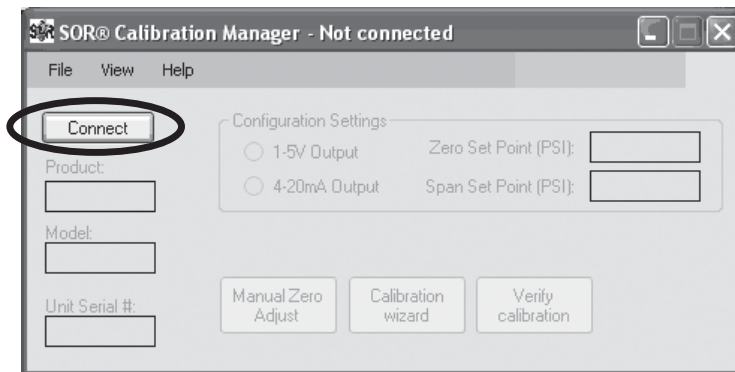 SOR SOR® Calibration Manager - Not connected
File View Help
Connect
Configuration Settings
1-5V Output
Zero Set Point (PSI):
4-20mA Output
Span Set Point (PSI):
Product:
Model:
Unit Serial #:
Manual Zero
Adjust
Calibration
wizard
Verify
calibration